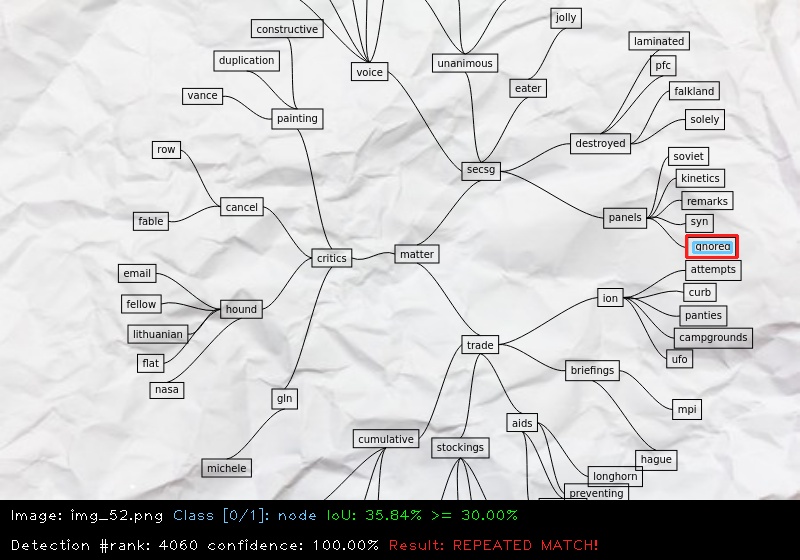 jolly
constructive
laminated
duplication
unanimous
pfc
voice
eater
falkland
vance
painting
solely
destroyed
row
soviet
secsg
kinetics
remarks
cancel
panels
syn
fable
matter
critics
email
attempts
curb
ion
fellow
hound
panties
lithuanian
campgrounds
trade
ufo
flat
briefings
nasa
gln
mpi
aids
cumulative
stockings
hague
michele
longhorn
preventing
Image: img_52.png Class [0/1]: node IoU: 35.84% >= 30.00%
Detection #rank: 4060 confidence: 100.00% Result: REPEATED MATCH!